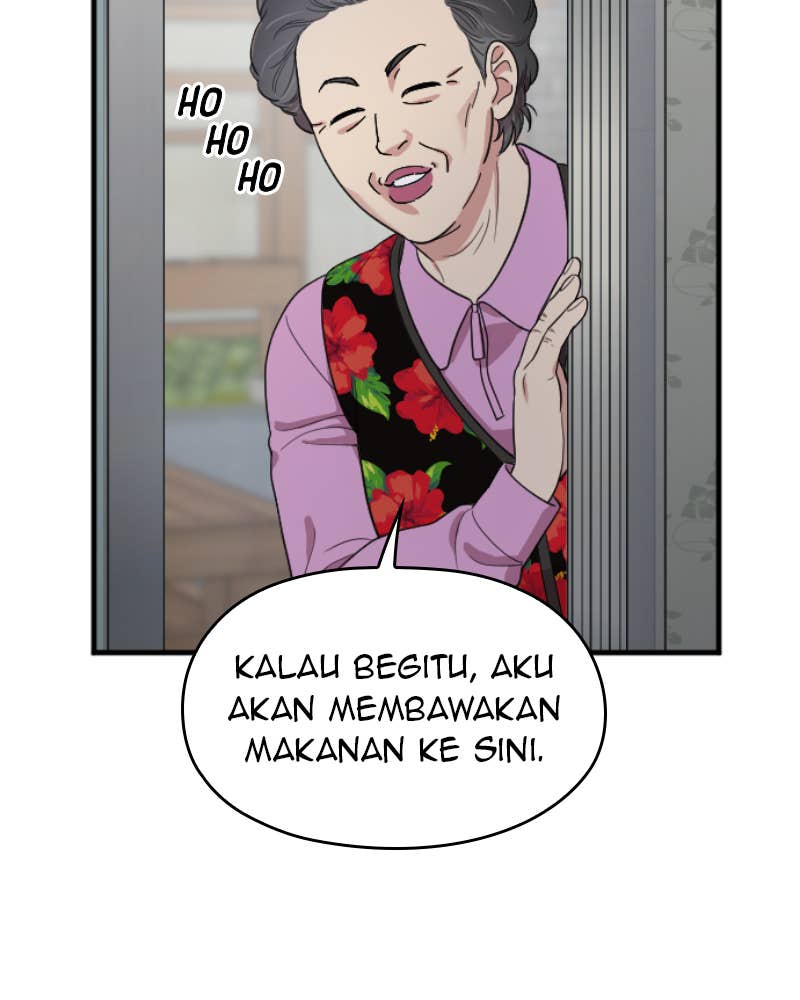 HO
HO
HO
KALAU BEGITU, AKU
AKAN MEMBAWAKAN
MAKANAN KE SINI.